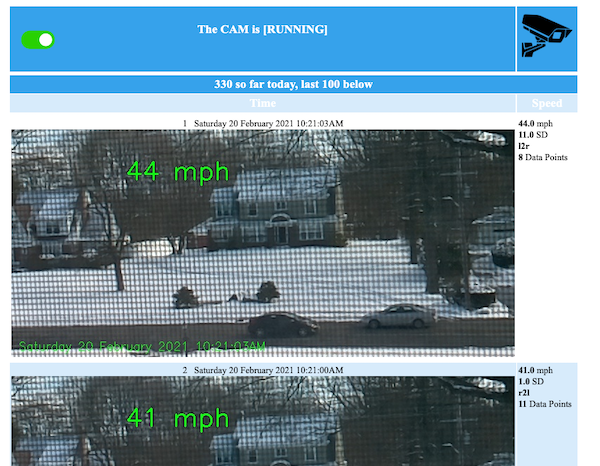 The CAM is [RUNNING]
330 so far today, last 100 below
Time Speed
1 Saturday 20 February 2021 10:21:03AM
44.0 mph
11.0 SD
l2r
8 Data Points
44 mph
Saturday 20 February 2021 10:21:03AM
2 Saturday 20 February 2021 10:21:00AM
41.0 mph
1.0 SD
r2l
11 Data Points
41 mph